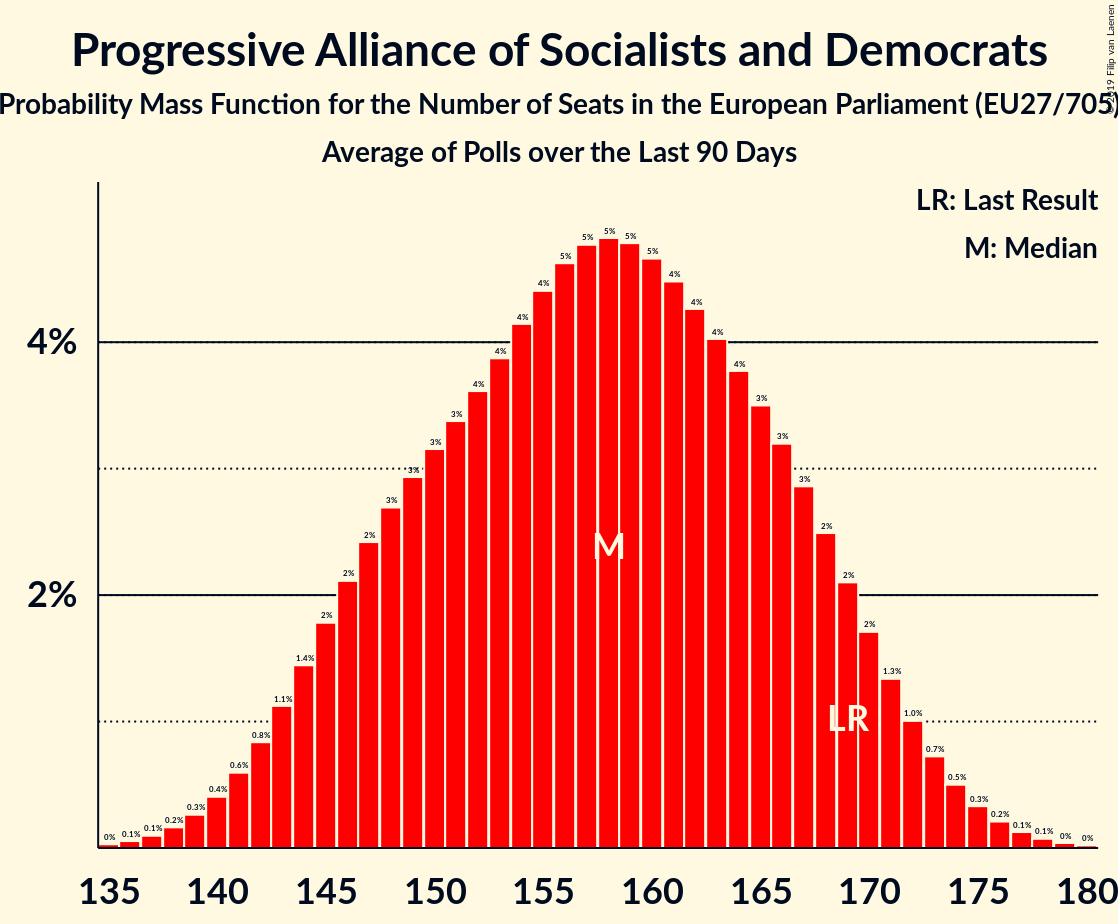 Progressive Alliance of Socialists and Democrats
Probability Mass Function for the Number of Seats in the European Parliament (EU27/705)
Average of Polls over the Last 90 Days
© 2019 Filip van Laenen
LR: Last Result
M: Median
4%
2%
0% 0.1% 0.1% 0.2% 0.3% 0.4% 0.6% 0.8% 1.1% 1.4% 2% 2% 2% 3% 3% 3% 3% 4% 4% 4% 4% 5% 5% 5% 5% 5% 4% 4% 4% 4% 3% 3% 3% 2% 2% 2% 1.3% 1.0% 0.7% 0.5% 0.3% 0.2% 0.1% 0.1% 0% 0%
M
LR
135 140 145 150 155 160 165 170 175 180